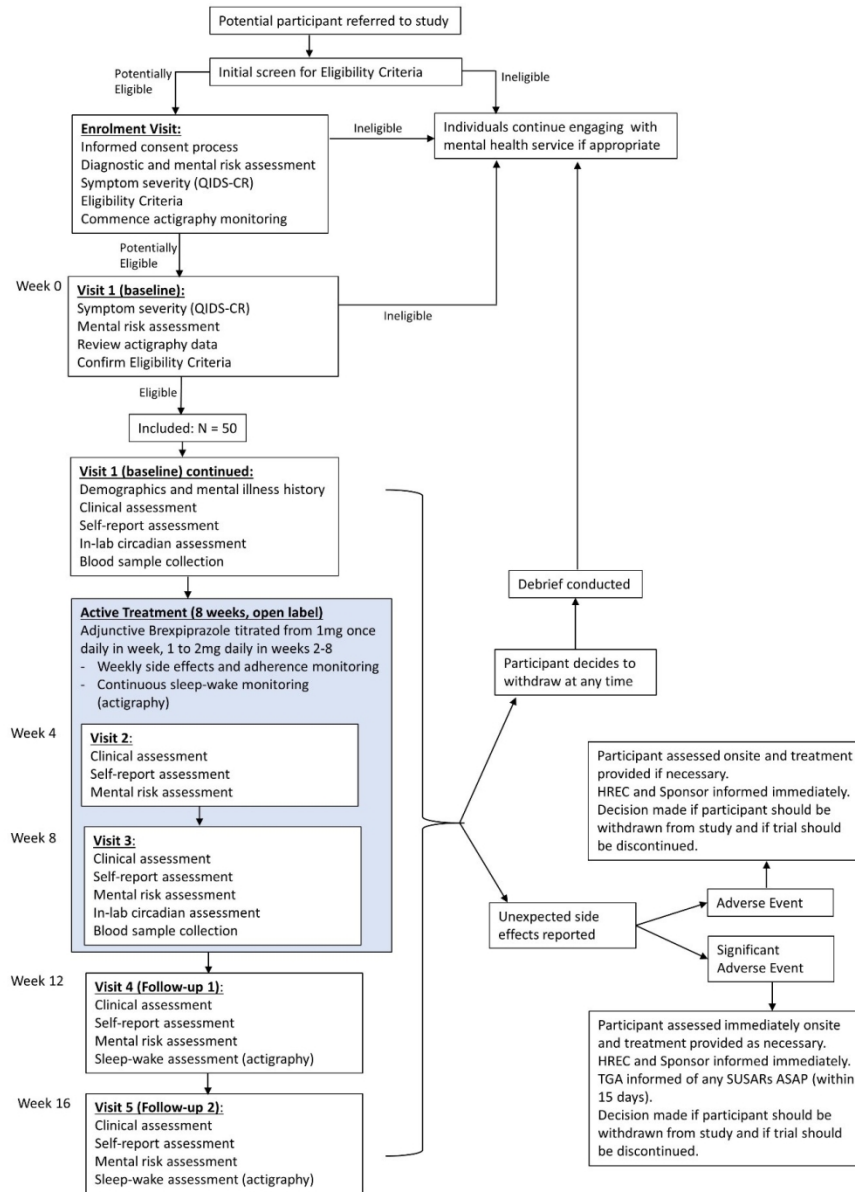 Potential participant referred to study
Initial screen for Eligibility Criteria
Potentially
Eligible
Ineligible
Enrolment Visit:
Informed consent process
Diagnostic and mental risk assessment
Symptom severity (QIDS-CR)
Eligibility Criteria
Commence actigraphy monitoring
Ineligible
Individuals continue engaging with
mental health service if appropriate
Potentially
Eligible
Week 0
Visit 1 (baseline):
Symptom severity (QIDS-CR)
Mental risk assessment
Review actigraphy data
Confirm Eligibility Criteria
Ineligible
Eligible
Included: N = 50
Visit 1 (baseline) continued:
Demographics and mental illness history
Clinical assessment
Self-report assessment
In-lab circadian assessment
Blood sample collection
Active Treatment (8 weeks, open label)
Adjunctive Brexpiprazole titrated from 1mg once
daily in week, 1 to 2mg daily in weeks 2-8
- Weekly side effects and adherence monitoring
- Continuous sleep-wake monitoring
(actigraphy)
Week 4
Visit 2:
Clinical assessment
Self-report assessment
Mental risk assessment
Week 8
Visit 3:
Clinical assessment
Self-report assessment
Mental risk assessment
In-lab circadian assessment
Blood sample collection
Week 12
Visit 4 (Follow-up 1):
Clinical assessment
Self-report assessment
Mental risk assessment
Sleep-wake assessment (actigraphy)
Week 16
Visit 5 (Follow-up 2):
Clinical assessment
Self-report assessment
Mental risk assessment
Sleep-wake assessment (actigraphy)
Debrief conducted
Participant decides to
withdraw at any time
Unexpected side
effects reported
Participant assessed onsite and treatment
provided if necessary.
HREC and Sponsor informed immediately.
Decision made if participant should be
withdrawn from study and if trial should
be discontinued.
Adverse Event
Significant
Adverse Event
Participant assessed immediately onsite
and treatment provided as necessary.
HREC and Sponsor informed immediately.
TGA informed of any SUSARs ASAP (within
15 days).
Decision made if participant should be
withdrawn from study and if trial should
be discontinued.